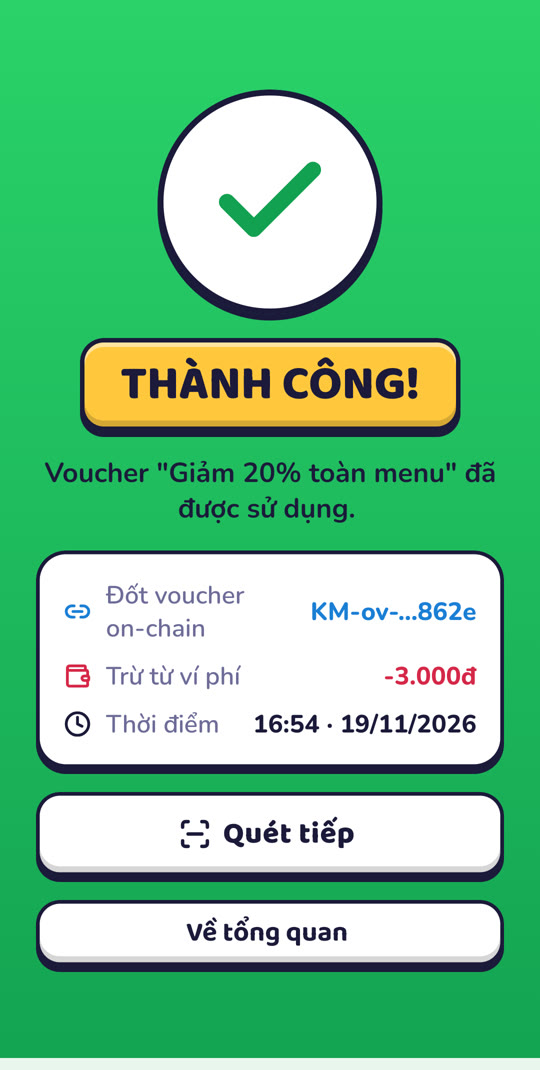 THÀNH CÔNG!
Voucher "Giảm 20% toàn menu" đã
được sử dụng.
Đốt voucher
on-chain
KM-ov-...862e
Trừ từ ví phí -3.000đ
Thời điểm 16:54 · 19/11/2026
Quét tiếp
Về tổng quan